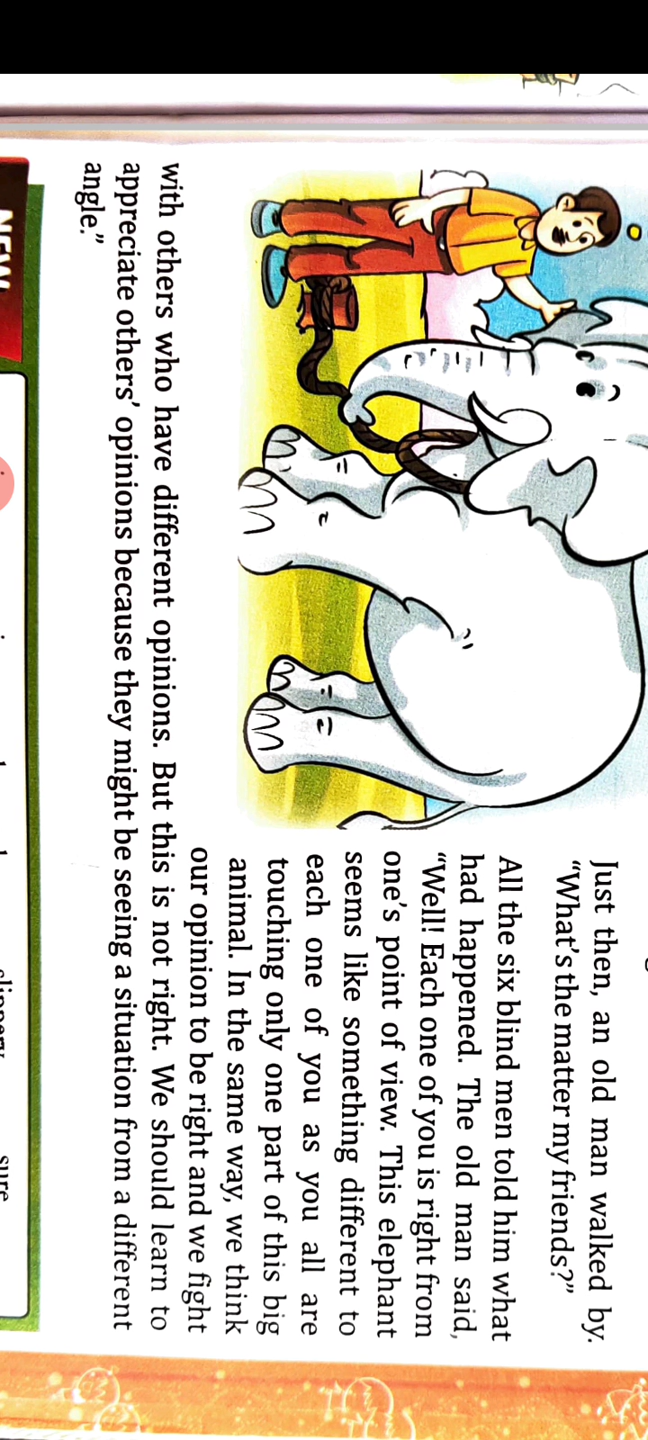 Just then, an old man walked by.
“What’s the matter my friends?”
All the six blind men told him what
had happened. The old man said,
“Well! Each one of you is right from
one’s point of view. This elephant
seems like something different to
each one of you as you all are
touching only one part of this big
animal. In the same way, we think
our opinion to be right and we fight
with others who have different opinions. But this is not right. We should learn to
appreciate others’ opinions because they might be seeing a situation from a different
angle.”
NEW
slippery sure